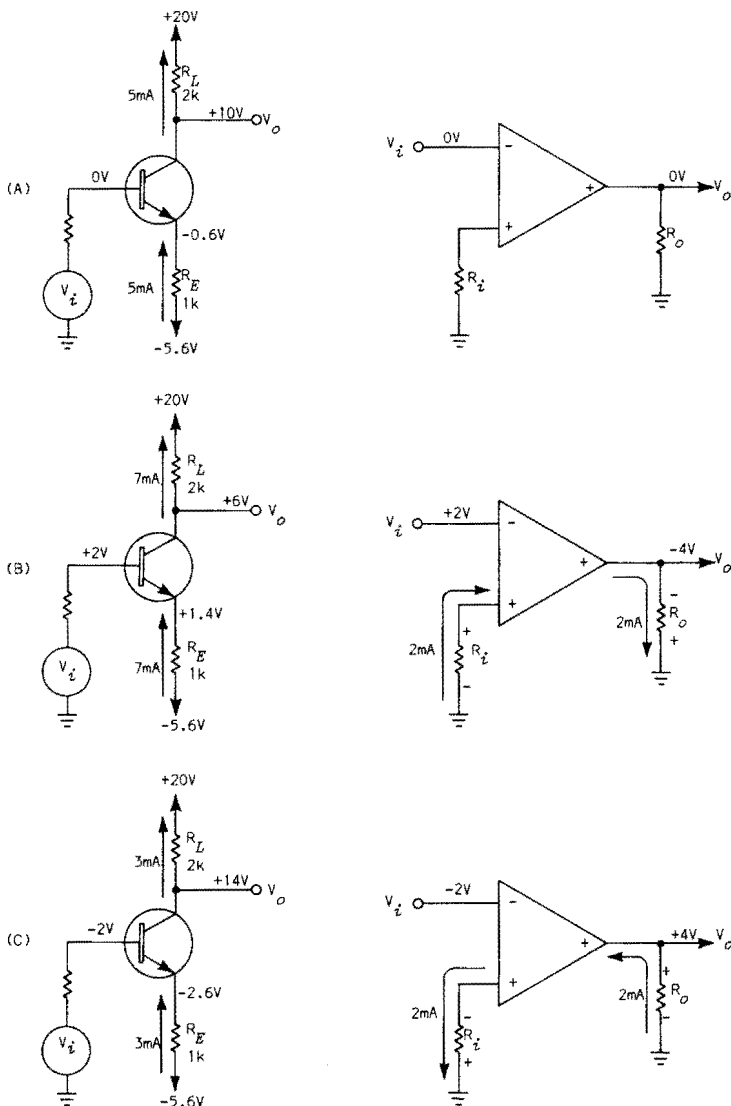 +20V
R_L
2k
5mA
+10V
V_o
(A)
0V
-0.6V
V_i
5mA
R_E
1k
-5.6V
V_i
0V
-
+
+
0V
V_o
R_i
R_o
+20V
R_L
2k
7mA
+6V
V_o
(B)
+2V
+1.4V
V_i
7mA
R_E
1k
-5.6V
V_i
+2V
-
+
+
-4V
V_o
2mA
+
R_i
-
2mA
-
R_o
+
+20V
R_L
2k
3mA
+14V
V_o
(C)
-2V
-2.6V
V_i
3mA
R_E
1k
-5.6V
V_i
-2V
-
+
+
+4V
V_o
2mA
-
R_i
+
2mA
+
R_o
-